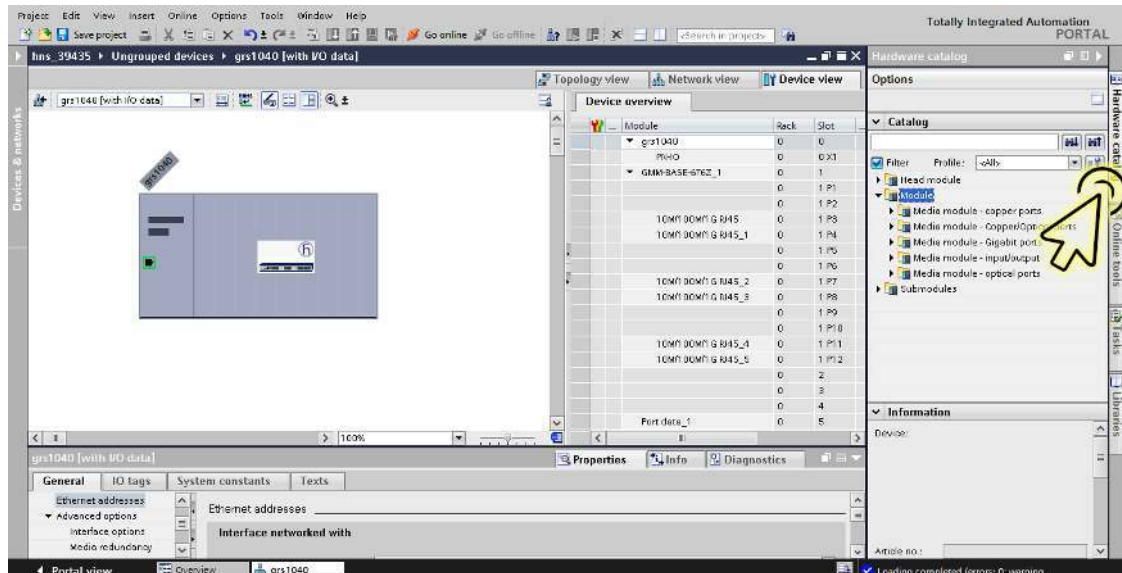 Project Edit View Insert Online Options Tools Window Help
Totally Integrated Automation
PORTAL
Save project
Go online
Go offline
<Search in project>
hns_39435 ▸ Ungrouped devices ▸ grs1040 [with I/O data]
Hardware catalog
Topology view
Network view
Device view
Options
grs1040 [with I/O data]
Device overview
Module Rack Slot
grs1040 0 0
PN-IO 0 0 X1
GMM-BASE-6T6Z_1 0 1
0 1 P1
0 1 P2
10M/100M/1G RJ45 0 1 P3
10M/100M/1G RJ45_1 0 1 P4
0 1 P5
0 1 P6
10M/100M/1G RJ45_2 0 1 P7
10M/100M/1G RJ45_3 0 1 P8
0 1 P9
0 1 P10
10M/100M/1G RJ45_4 0 1 P11
10M/100M/1G RJ45_5 0 1 P12
0 2
0 3
0 4
Port data_1 0 5
Catalog
Filter Profile: <All>
Head module
Module
Media module - copper ports
Media module - Copper/Optical ports
Media module - Gigabit ports
Media module - input/output
Media module - optical ports
Submodules
Information
Device:
Article no.:
Devices & networks
grs1040
100%
Hardware catalog
Online tools
Tasks
Libraries
grs1040 [with I/O data]
Properties
Info
Diagnostics
General
IO tags
System constants
Texts
Ethernet addresses
Advanced options
Interface options
Media redundancy
Ethernet addresses
Interface networked with
Portal view
Overview
grs1040
Loading completed (errors: 0; warning